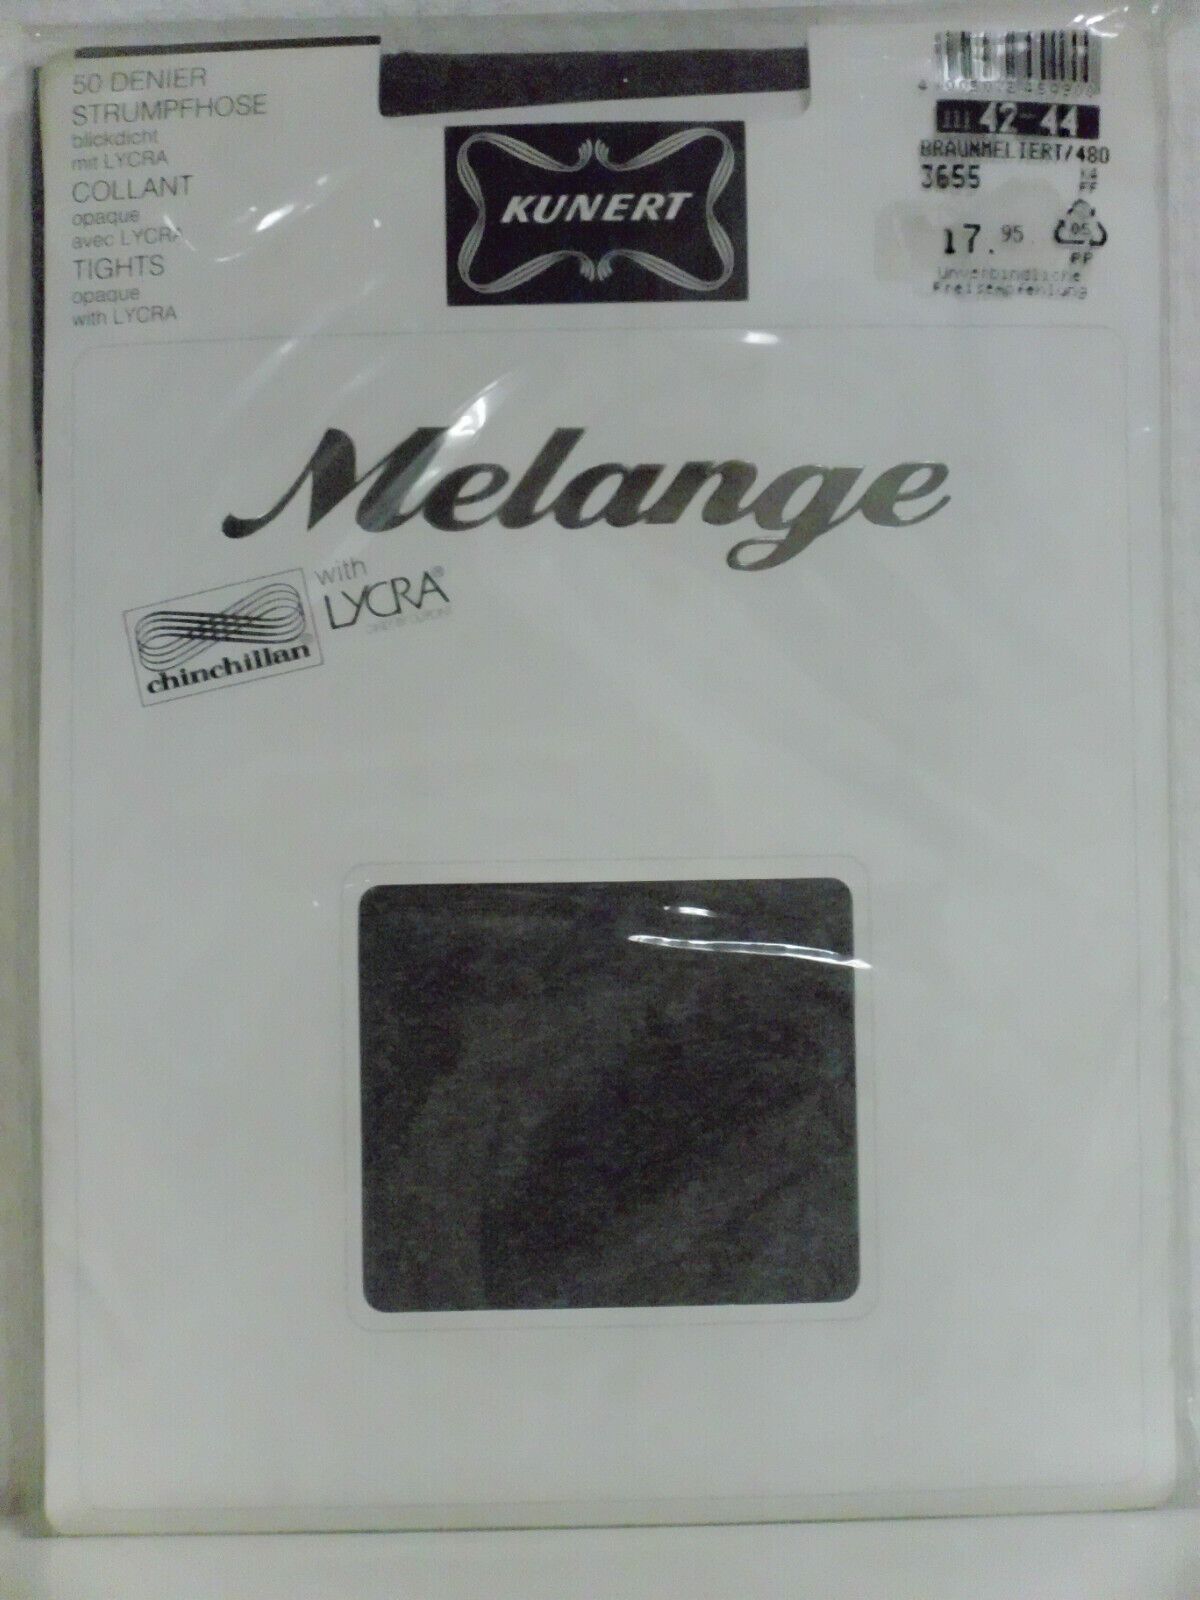 50 DENIER
STRUMPFHOSE
blickdicht
mit LYCRA
COLLANT
opaque
avec LYCRA
TIGHTS
opaque
with LYCRA
KUNERT
III 42-44
BRAUNMELIERT/480
3655
17.95
05
PP
unverbindliche
Preisempfehlung
Melange
with
LYCRA®
chinchillan®